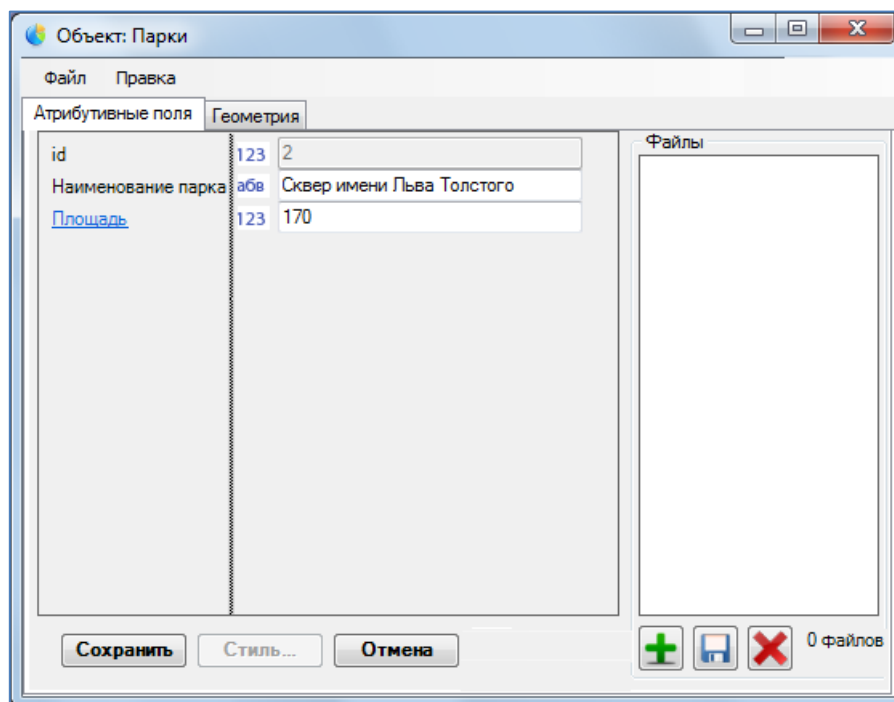 Объект: Парки
Файл Правка
Атрибутивные поля Геометрия
Файлы
id 123 2
Наименование парка абв Сквер имени Льва Толстого
Площадь 123 170
Сохранить Стиль... Отмена
0 файлов